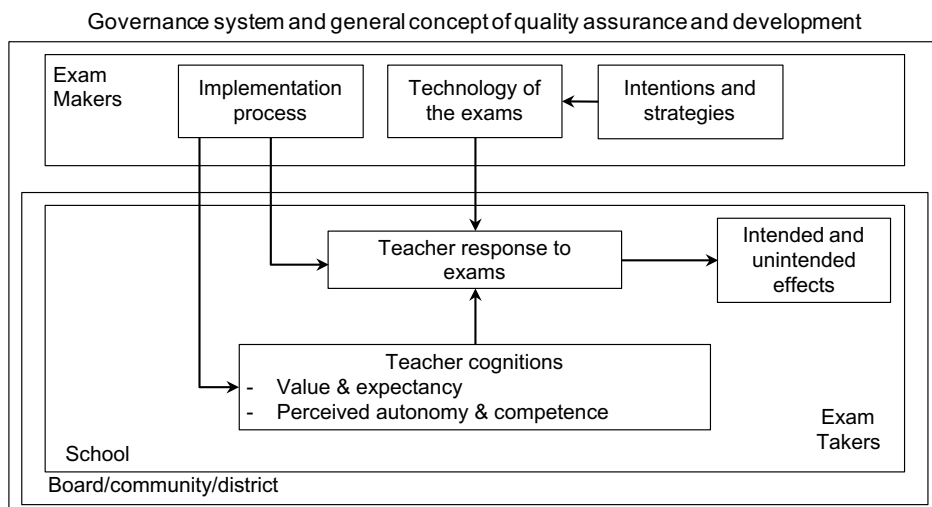 Governance system and general concept of quality assurance and development
Exam
Makers
Implementation
process
Technology of
the exams
Intentions and
strategies
Teacher response to
exams
Intended and
unintended
effects
Teacher cognitions
- Value & expectancy
- Perceived autonomy & competence
Exam
Takers
School
Board/community/district